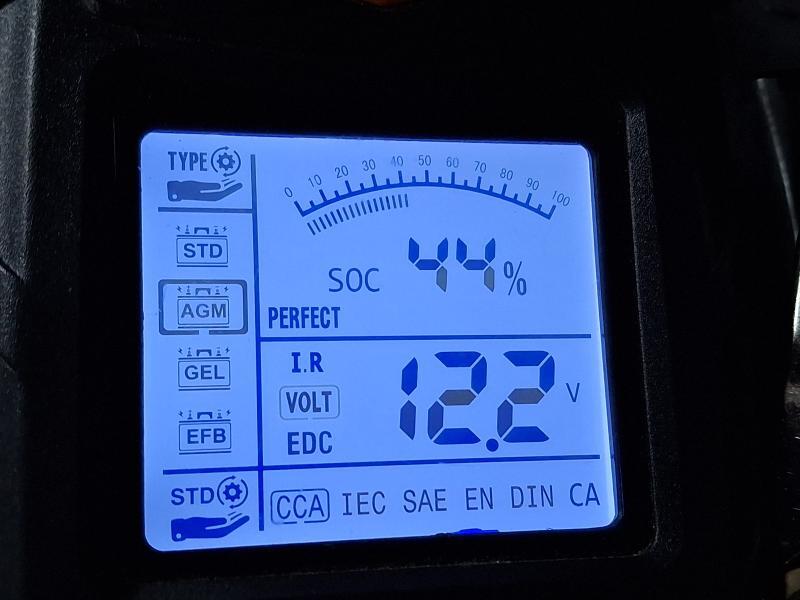 TYPE
0 10 20 30 40 50 60 70 80 90 100
STD
SOC 44%
AGM
PERFECT
GEL
I.R
VOLT 12.2 V
EFB
EDC
STD
CCA IEC SAE EN DIN CA